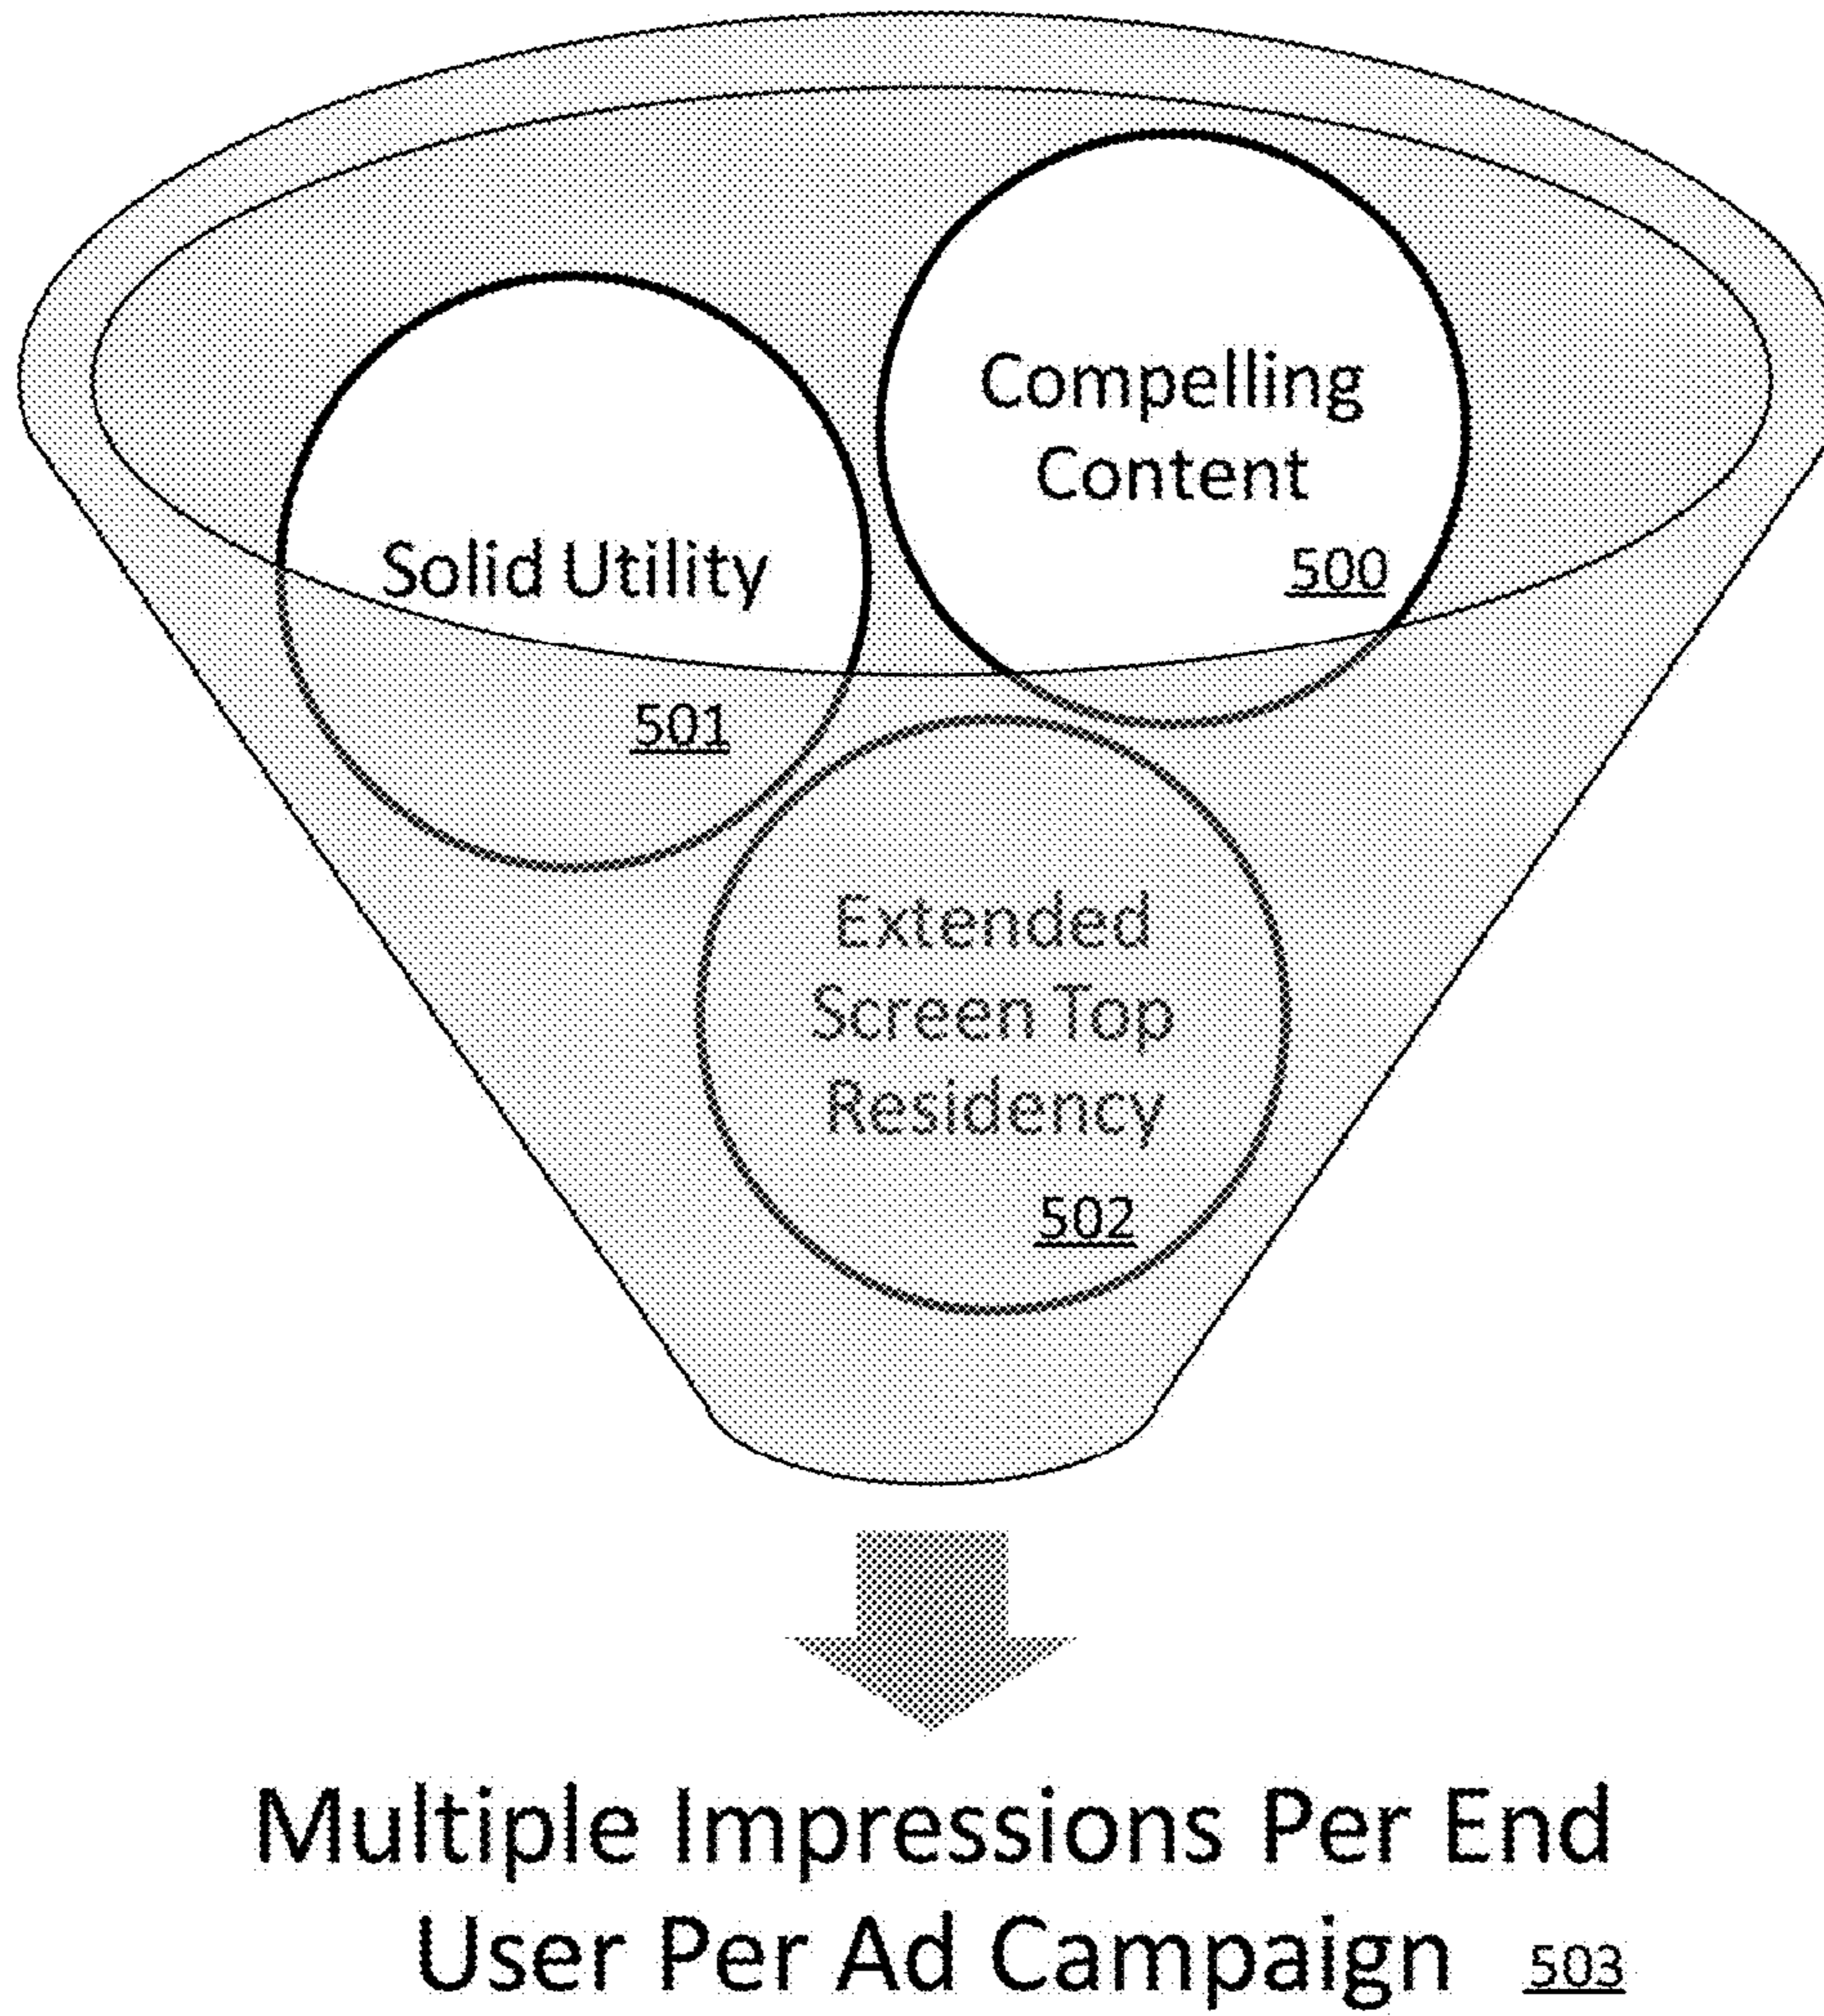 Compelling
Content
500
Solid Utility
501
Extended
Screen Top
Residency
502
Multiple Impressions Per End
User Per Ad Campaign 503